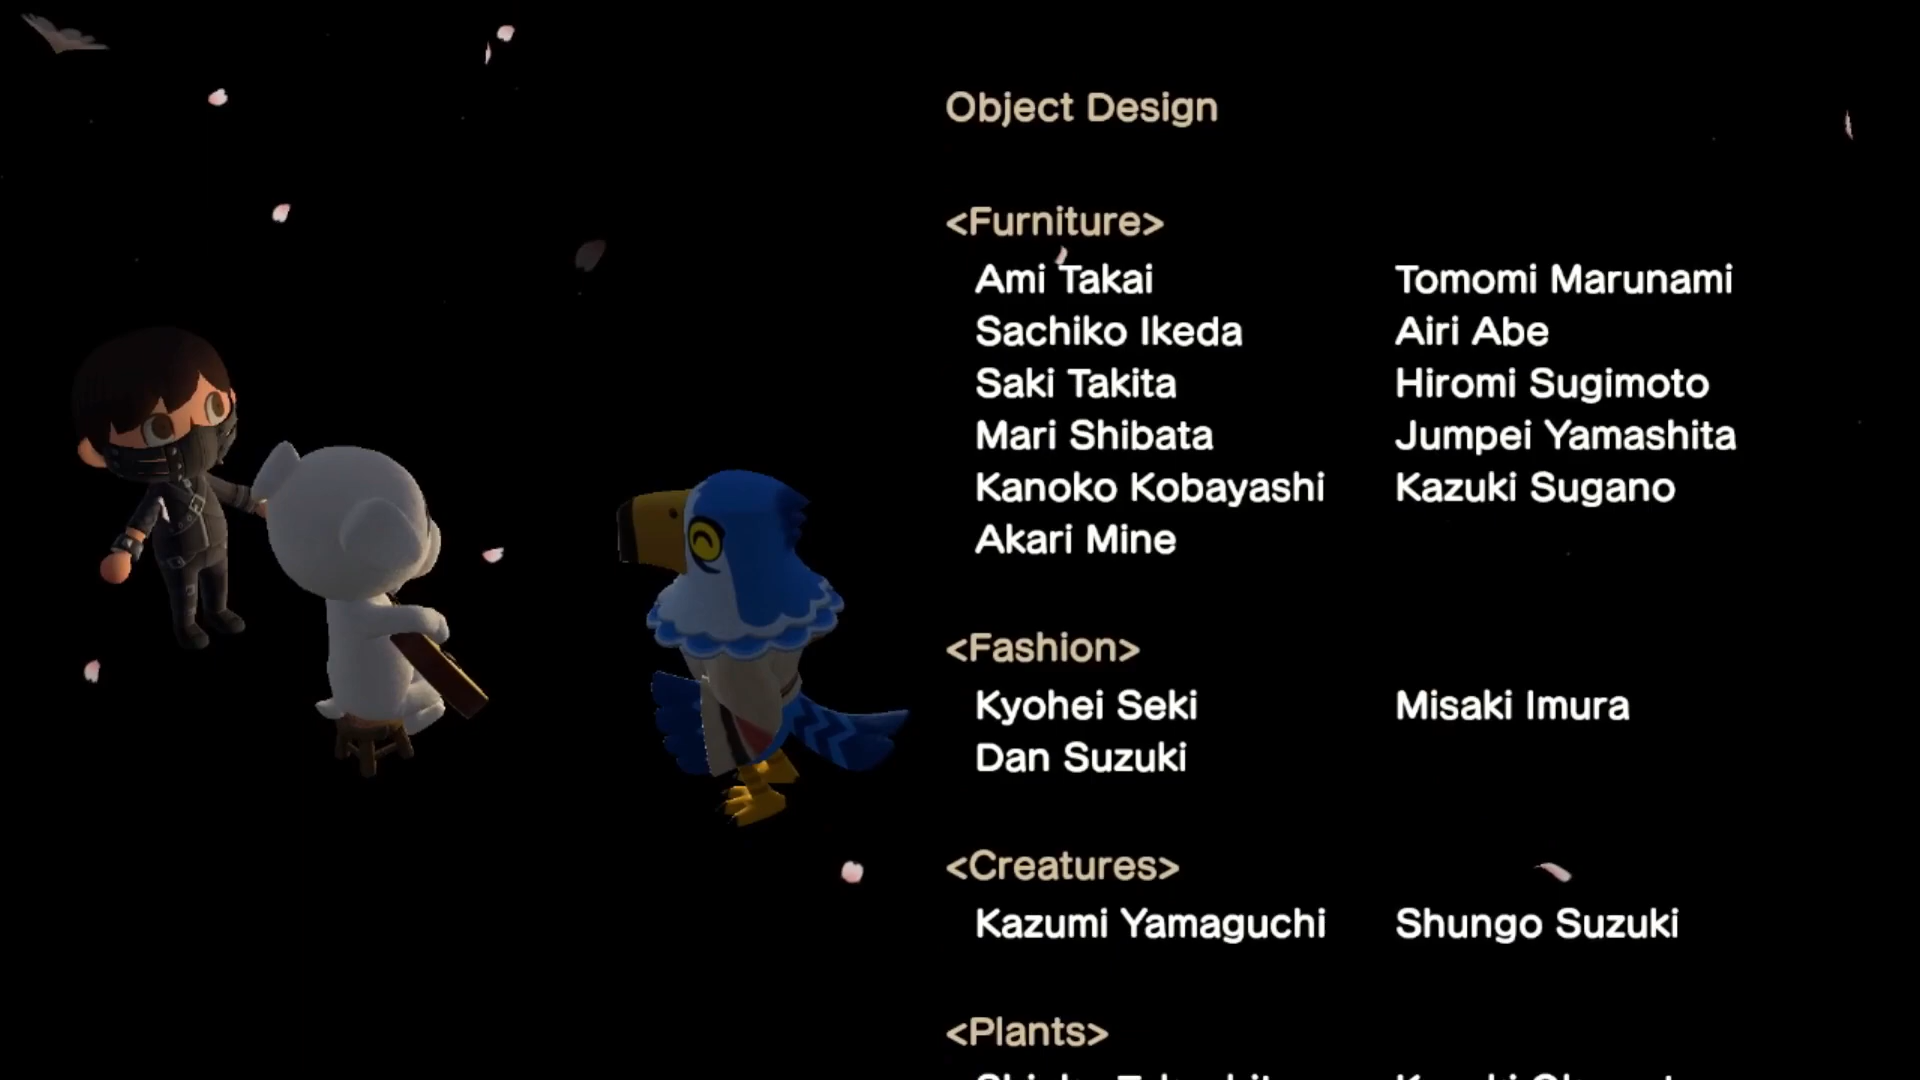 Object Design
<Furniture>
Ami Takai Tomomi Marunami
Sachiko Ikeda Airi Abe
Saki Takita Hiromi Sugimoto
Mari Shibata Jumpei Yamashita
Kanoko Kobayashi Kazuki Sugano
Akari Mine
<Fashion>
Kyohei Seki Misaki Imura
Dan Suzuki
<Creatures>
Kazumi Yamaguchi Shungo Suzuki
<Plants>